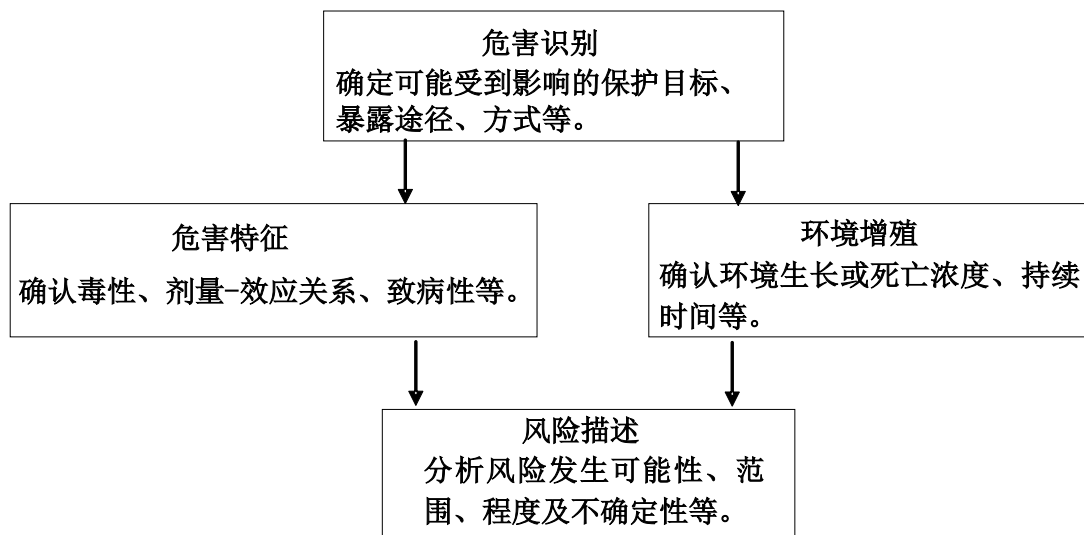 危害识别
确定可能受到影响的保护目标、
暴露途径、方式等。
危害特征
确认毒性、剂量-效应关系、致病性等。
环境增殖
确认环境生长或死亡浓度、持续
时间等。
风险描述
分析风险发生可能性、范
围、程度及不确定性等。